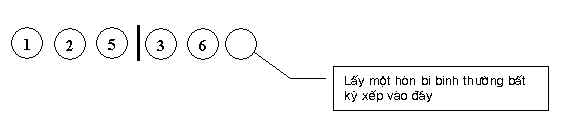 1 2 5 3 6
Lấy một hòn bi bình thường bất
kỳ xếp vào đây